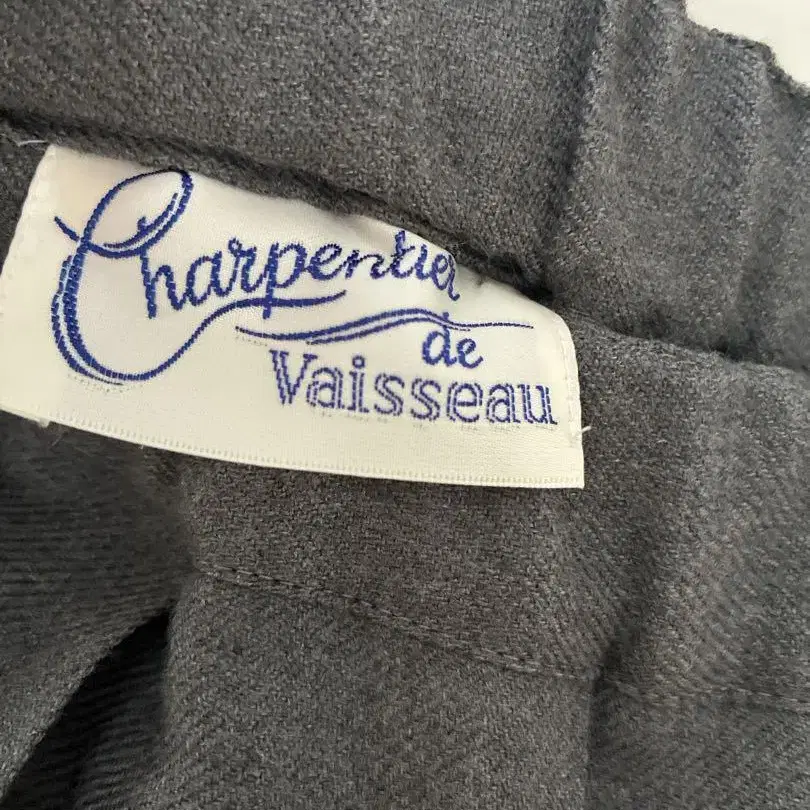 Charpentier
de
Vaisseau